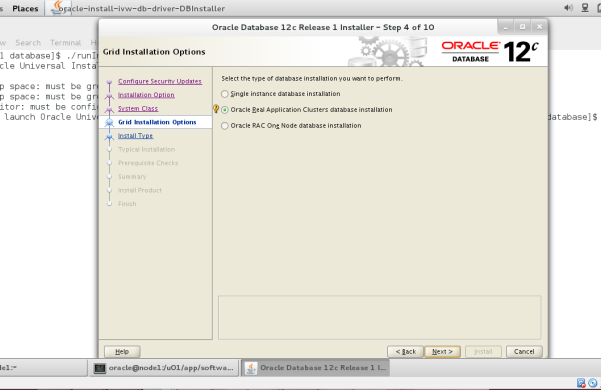 s Places
oracle-install-ivw-db-driver-DBInstaller
w Search Terminal H
1 database]$ ./runI
cle Universal Insta
p space: must be gr
p space: must be gr
itor: must be confi
launch Oracle Unive
database]$
Oracle Database 12c Release 1 Installer - Step 4 of 10
Grid Installation Options
ORACLE
DATABASE
12c
Configure Security Updates
Installation Option
System Class
Grid Installation Options
Install Type
Typical Installation
Prerequisite Checks
Summary
Install Product
Finish
Select the type of database installation you want to perform.
Single instance database installation
Oracle Real Application Clusters database installation
Oracle RAC One Node database installation
Help
< Back
Next >
Install
Cancel
de1:~
oracle@node1:/u01/app/softwa...
Oracle Database 12c Release 1 I...